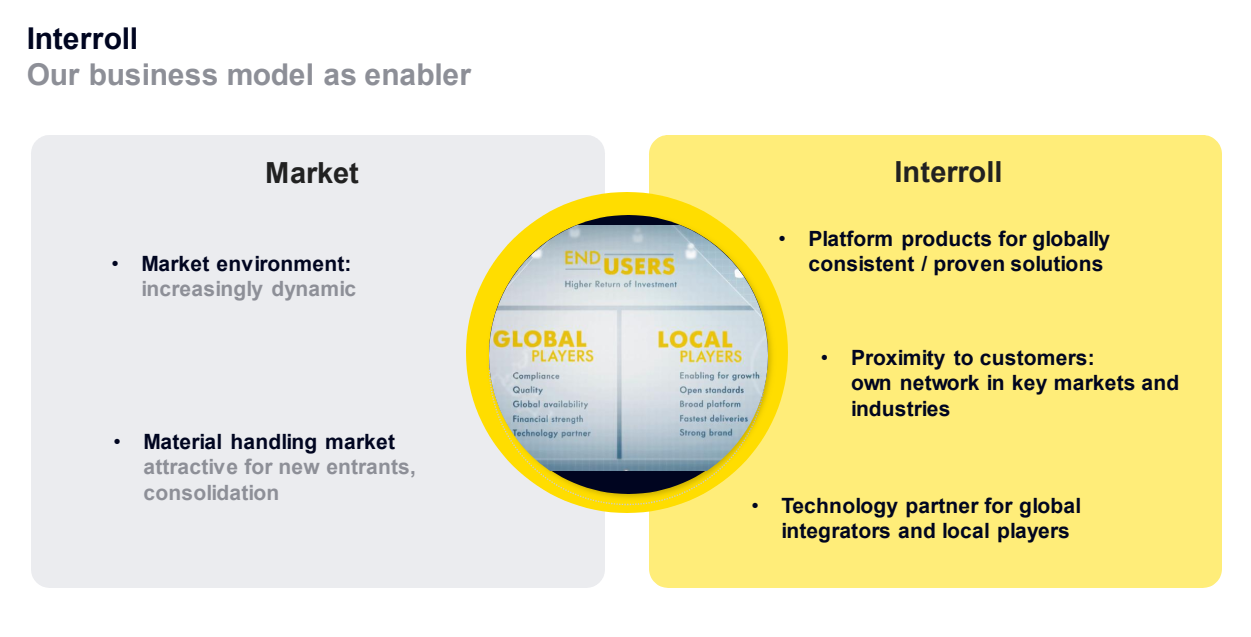 Interroll
Our business model as enabler
Market
• Market environment:
increasingly dynamic
• Material handling market
attractive for new entrants,
consolidation
END USERS
Higher Return of Investment
GLOBAL
PLAYERS
Compliance
Quality
Global availability
Financial strength
Technology partner
LOCAL
PLAYERS
Enabling for growth
Open standards
Broad platform
Fastest deliveries
Strong brand
Interroll
• Platform products for globally
consistent / proven solutions
• Proximity to customers:
own network in key markets and
industries
• Technology partner for global
integrators and local players